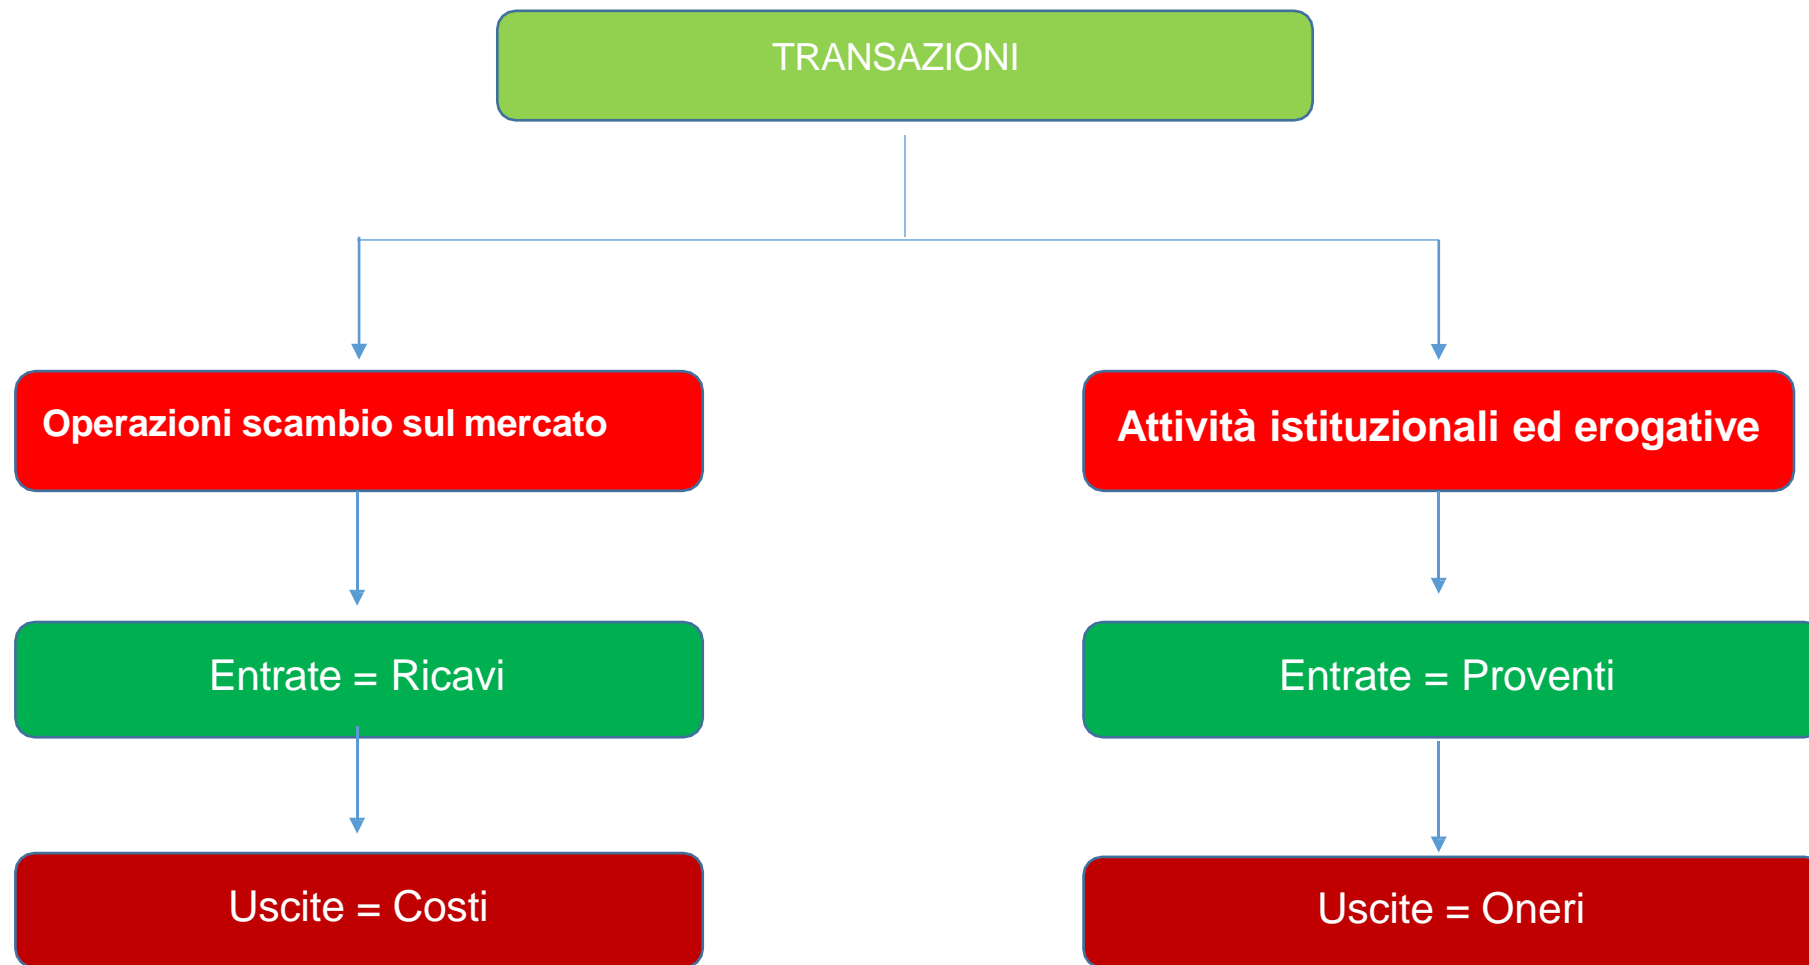 TRANSAZIONI
Operazioni scambio sul mercato
Attività istituzionali ed erogative
Entrate = Ricavi
Entrate = Proventi
Uscite = Costi
Uscite = Oneri